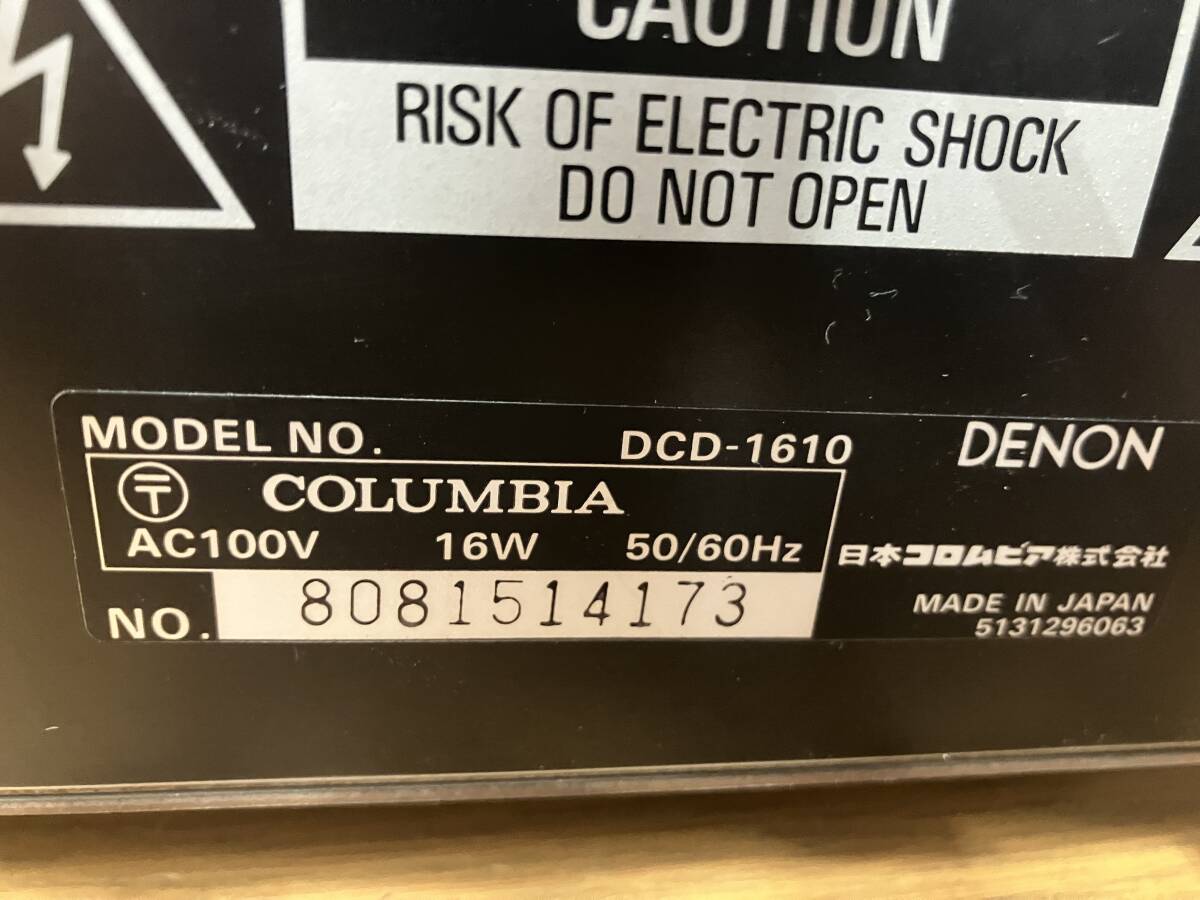 CAUTION
RISK OF ELECTRIC SHOCK
DO NOT OPEN
MODEL NO. DCD-1610 DENON
〒 COLUMBIA
AC100V 16W 50/60Hz
日本コロムビア株式会社
NO. 8081514173
MADE IN JAPAN
5131296063